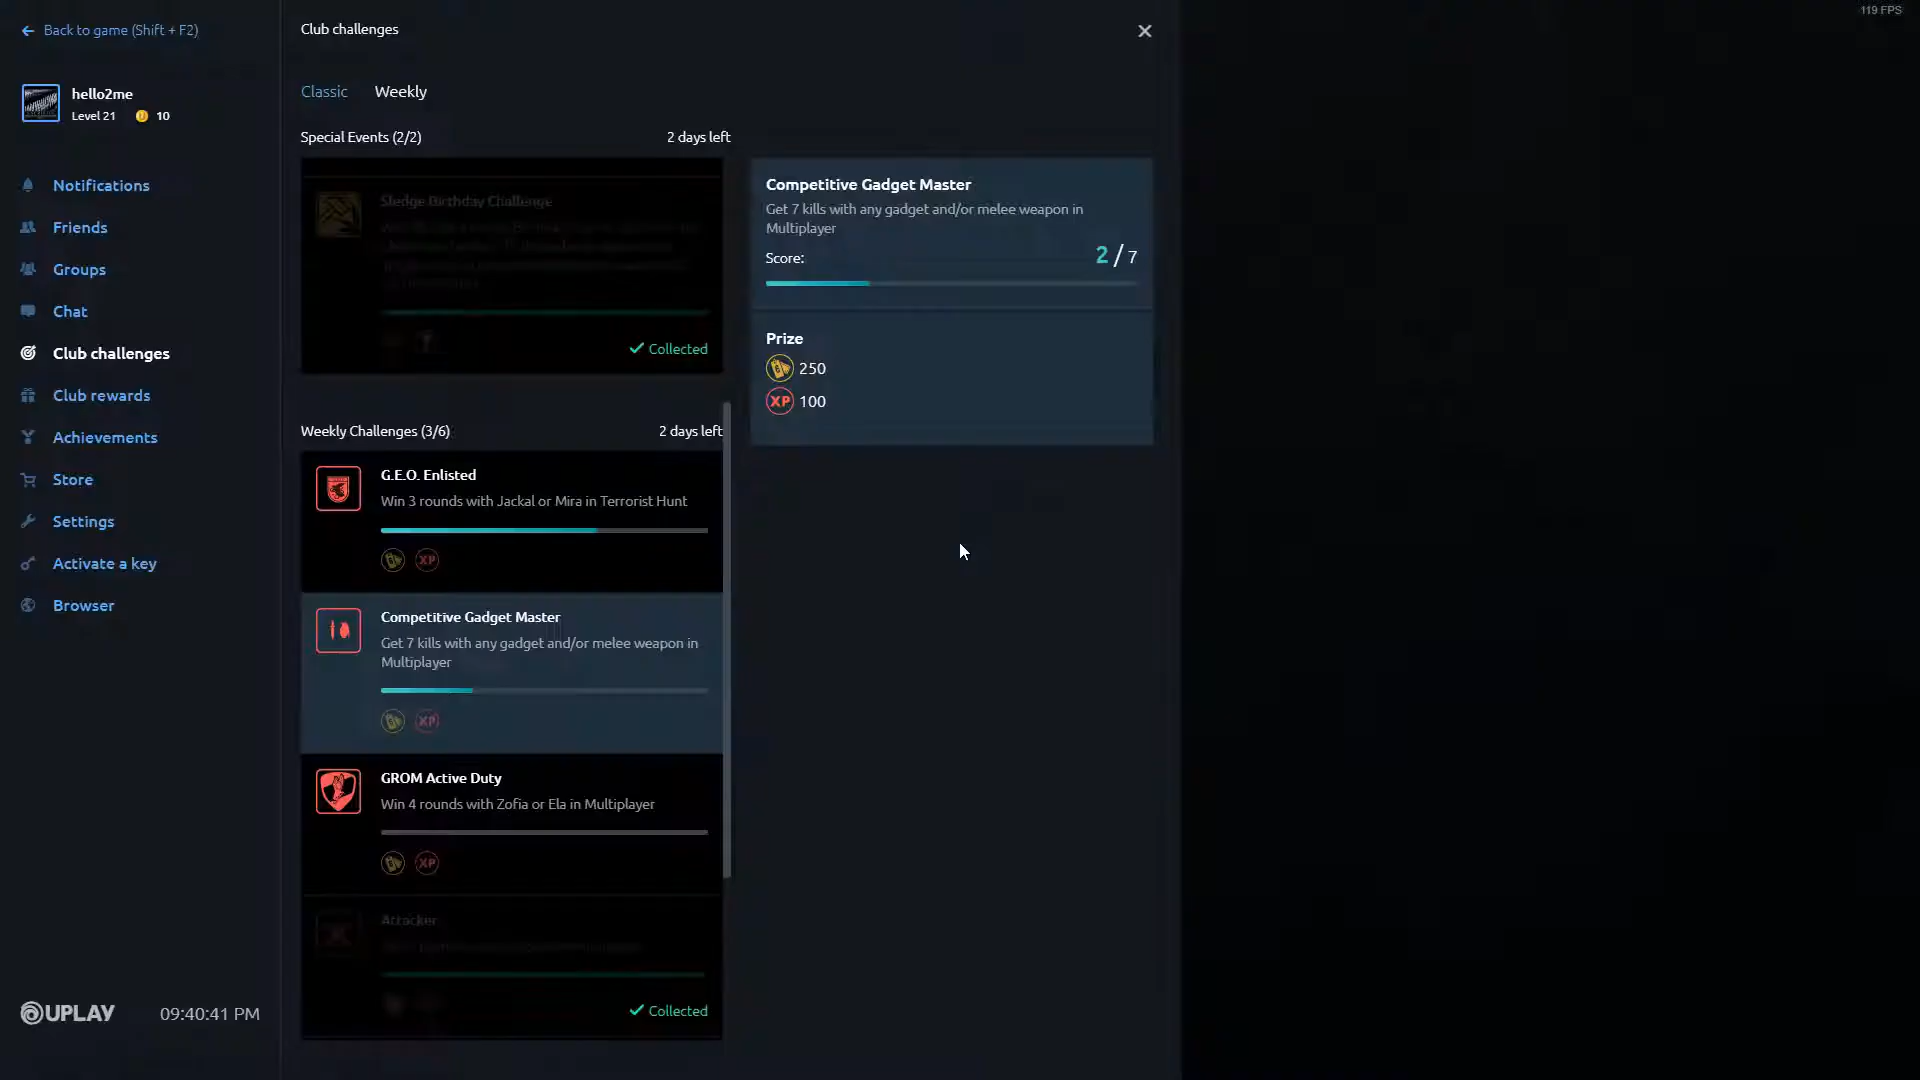 119 FPS
Back to game (Shift + F2)
hello2me
Level 21
10
Notifications
Friends
Groups
Chat
Club challenges
Club rewards
Achievements
Store
Settings
Activate a key
Browser
UPLAY
09:40:41 PM
Club challenges
Classic
Weekly
Special Events (2/2)
2 days left
Sledge Birthday Challenge
Collected
Weekly Challenges (3/6)
2 days left
G.E.O. Enlisted
Win 3 rounds with Jackal or Mira in Terrorist Hunt
XP
Competitive Gadget Master
Get 7 kills with any gadget and/or melee weapon in
Multiplayer
XP
GROM Active Duty
Win 4 rounds with Zofia or Ela in Multiplayer
XP
Attacker
Collected
Competitive Gadget Master
Get 7 kills with any gadget and/or melee weapon in
Multiplayer
Score:
2 / 7
Prize
250
XP 100